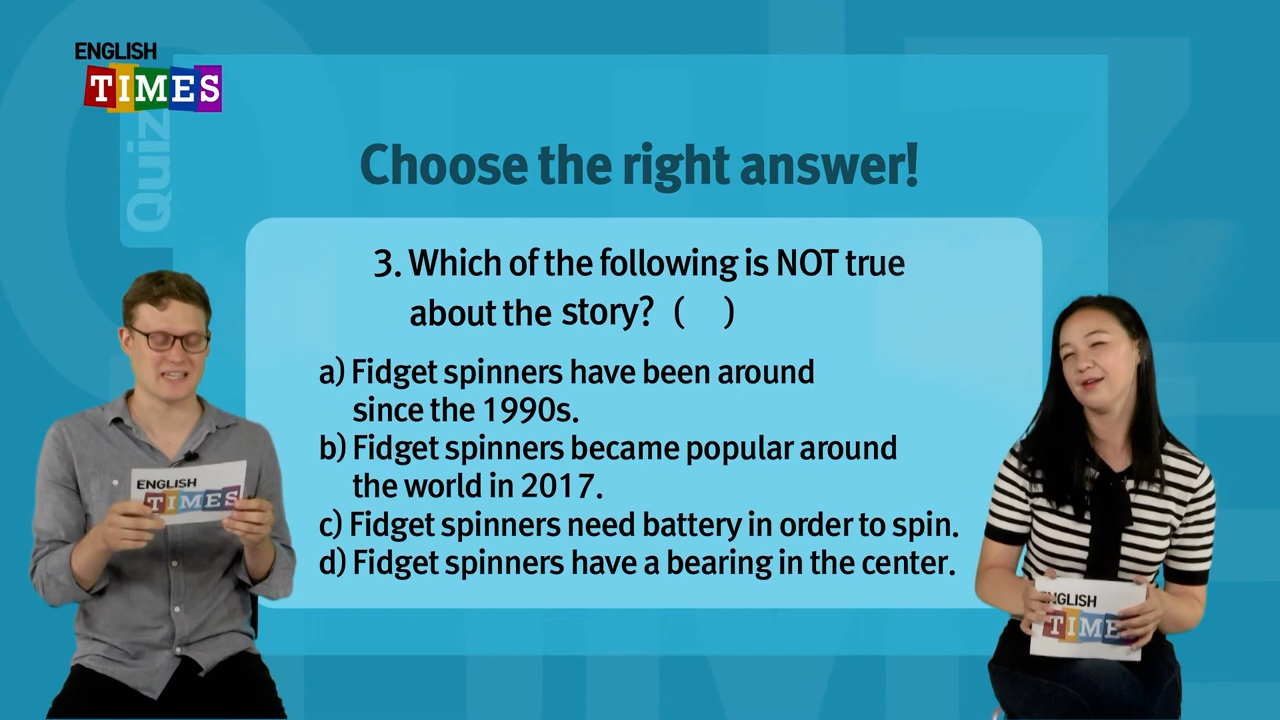 ENGLISH
TIMES
Quiz
Choose the right answer!
3. Which of the following is NOT true
about the story? (    )
a) Fidget spinners have been around
since the 1990s.
b) Fidget spinners became popular around
the world in 2017.
c) Fidget spinners need battery in order to spin.
d) Fidget spinners have a bearing in the center.
ENGLISH
TIMES
ENGLISH
TIMES